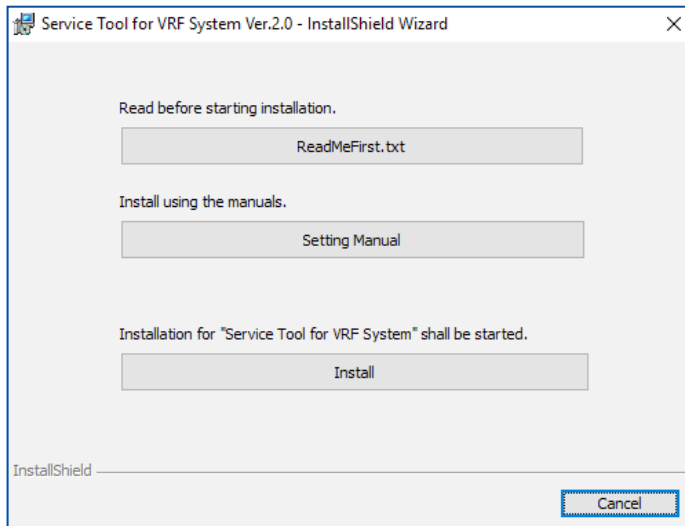 Service Tool for VRF System Ver.2.0 - InstallShield Wizard
Read before starting installation.
ReadMeFirst.txt
Install using the manuals.
Setting Manual
Installation for "Service Tool for VRF System" shall be started.
Install
InstallShield
Cancel